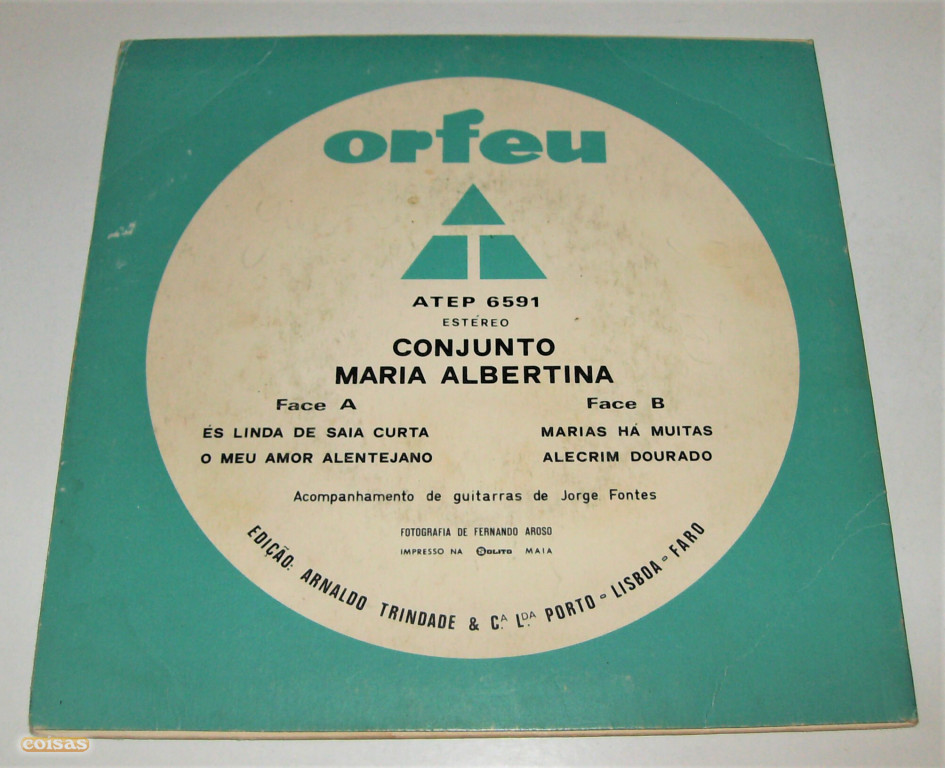 orfeu
ATEP 6591
ESTÉREO
CONJUNTO
MARIA ALBERTINA
Face A
ÉS LINDA DE SAIA CURTA
O MEU AMOR ALENTEJANO
Face B
MARIAS HÁ MUITAS
ALECRIM DOURADO
Acompanhamento de guitarras de Jorge Fontes
FOTOGRAFIA DE FERNANDO AROSO
IMPRESSO NA SOLITO MAIA
EDIÇÃO: ARNALDO TRINDADE & Cª Lᴰᴬ. PORTO - LISBOA - FARO
coisas